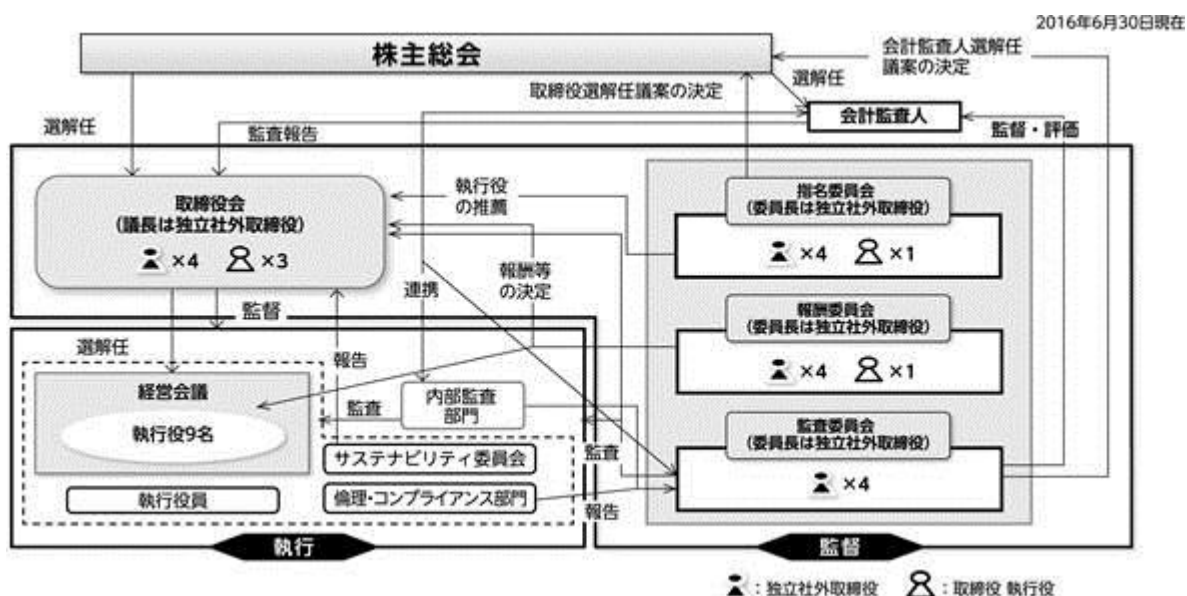 2016年6月30日現在
株主総会
会計監査人選解任
議案の決定
選解任
取締役選解任議案の決定
会計監査人
選解任
監査報告
監督・評価
取締役会
(議長は独立社外取締役)
×4 ×3
執行役
の推薦
指名委員会
(委員長は独立社外取締役)
×4 ×1
連携
報酬等
の決定
監督
報酬委員会
(委員長は独立社外取締役)
×4 ×1
選解任
報告
経営会議
執行役9名
監査
内部監査
部門
監査委員会
(委員長は独立社外取締役)
×4
監査
サステナビリティ委員会
執行役員
倫理・コンプライアンス部門
報告
執行
監督
：独立社外取締役 ：取締役 執行役